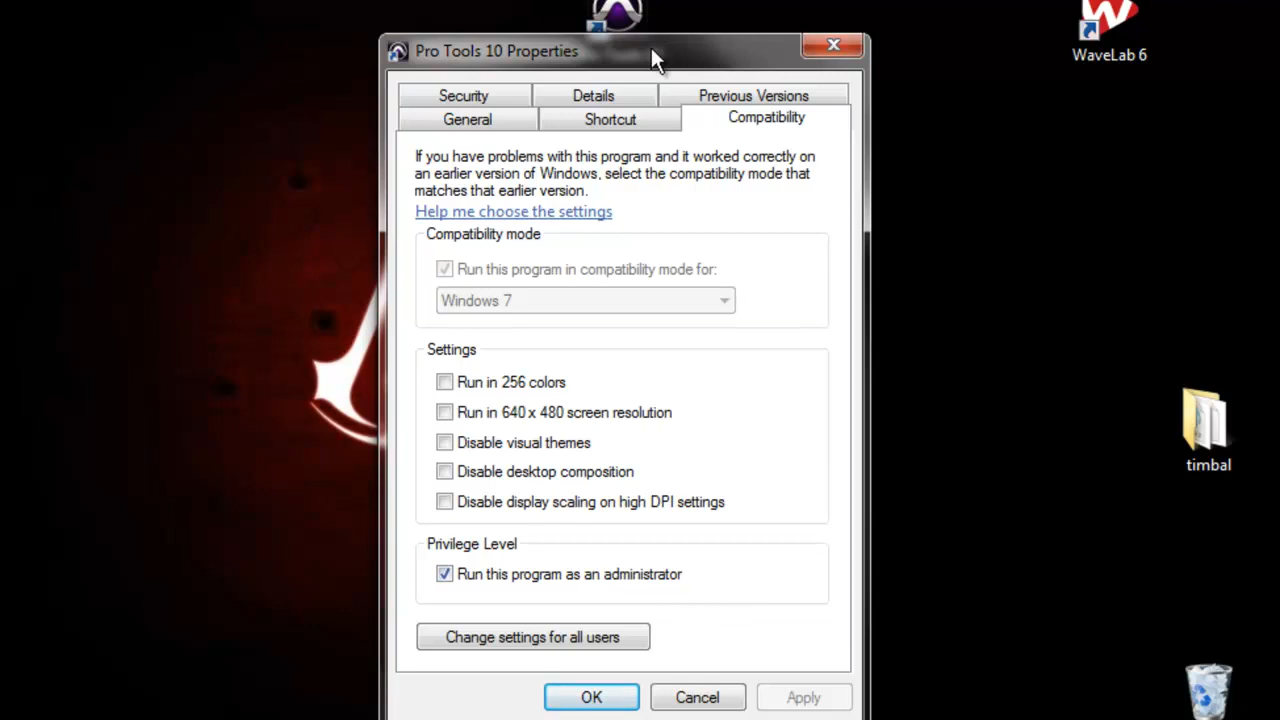 WaveLab 6
Pro Tools 10 Properties
Security
Details
Previous Versions
General
Shortcut
Compatibility
If you have problems with this program and it worked correctly on
an earlier version of Windows, select the compatibility mode that
matches that earlier version.
Help me choose the settings
Compatibility mode
Run this program in compatibility mode for:
Windows 7
Settings
Run in 256 colors
Run in 640 x 480 screen resolution
Disable visual themes
Disable desktop composition
Disable display scaling on high DPI settings
Privilege Level
Run this program as an administrator
Change settings for all users
OK
Cancel
Apply
timbal